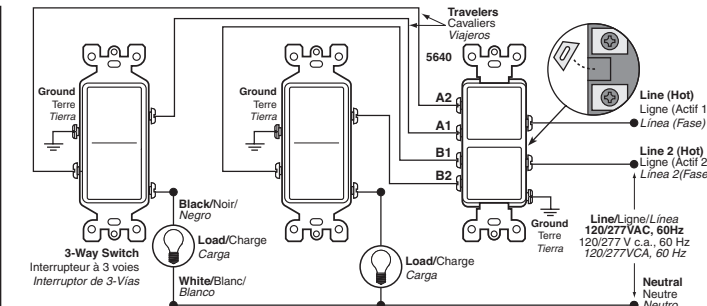 Travelers
Cavaliers
Viajeros
5640
Ground
Terre
Tierra
Ground
Terre
Tierra
A2
A1
B1
B2
Line (Hot)
Ligne (Actif 1
Línea (Fase)
Line 2 (Hot)
Ligne (Actif 2
Línea 2(Fase
Black/Noir/
Negro
Load/Charge
Carga
White/Blanc/
Blanco
3-Way Switch
Interrupteur à 3 voies
Interruptor de 3-Vías
Load/Charge
Carga
Ground
Terre
Tierra
Line/Ligne/Línea
120/277VAC, 60Hz
120/277 V c.a., 60 Hz
120/277VCA, 60 Hz
Neutral
Neutre
Neutro